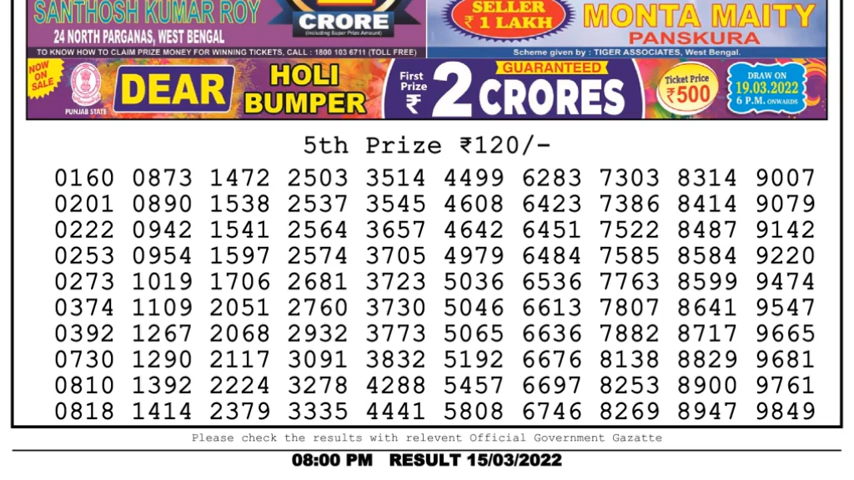 SANTHOSH KUMAR ROY
24 NORTH PARGANAS, WEST BENGAL
CRORE
(Including Super Prize Amount)
SELLER
₹ 1 LAKH
MONTA MAITY
PANSKURA
TO KNOW HOW TO CLAIM PRIZE MONEY FOR WINNING TICKETS, CALL : 1800 103 6711 (TOLL FREE)
Scheme given by : TIGER ASSOCIATES, West Bengal.
NOW ON SALE
PUNJAB STATE
DEAR
HOLI
BUMPER
First
Prize
₹
2 CRORES
GUARANTEED
Ticket Price
₹500
DRAW ON
19.03.2022
6 P.M. ONWARDS
5th Prize ₹120/-
0160 0873 1472 2503 3514 4499 6283 7303 8314 9007
0201 0890 1538 2537 3545 4608 6423 7386 8414 9079
0222 0942 1541 2564 3657 4642 6451 7522 8487 9142
0253 0954 1597 2574 3705 4979 6484 7585 8584 9220
0273 1019 1706 2681 3723 5036 6536 7763 8599 9474
0374 1109 2051 2760 3730 5046 6613 7807 8641 9547
0392 1267 2068 2932 3773 5065 6636 7882 8717 9665
0730 1290 2117 3091 3832 5192 6676 8138 8829 9681
0810 1392 2224 3278 4288 5457 6697 8253 8900 9761
0818 1414 2379 3335 4441 5808 6746 8269 8947 9849
Please check the results with relevent Official Government Gazatte
08:00 PM RESULT 15/03/2022